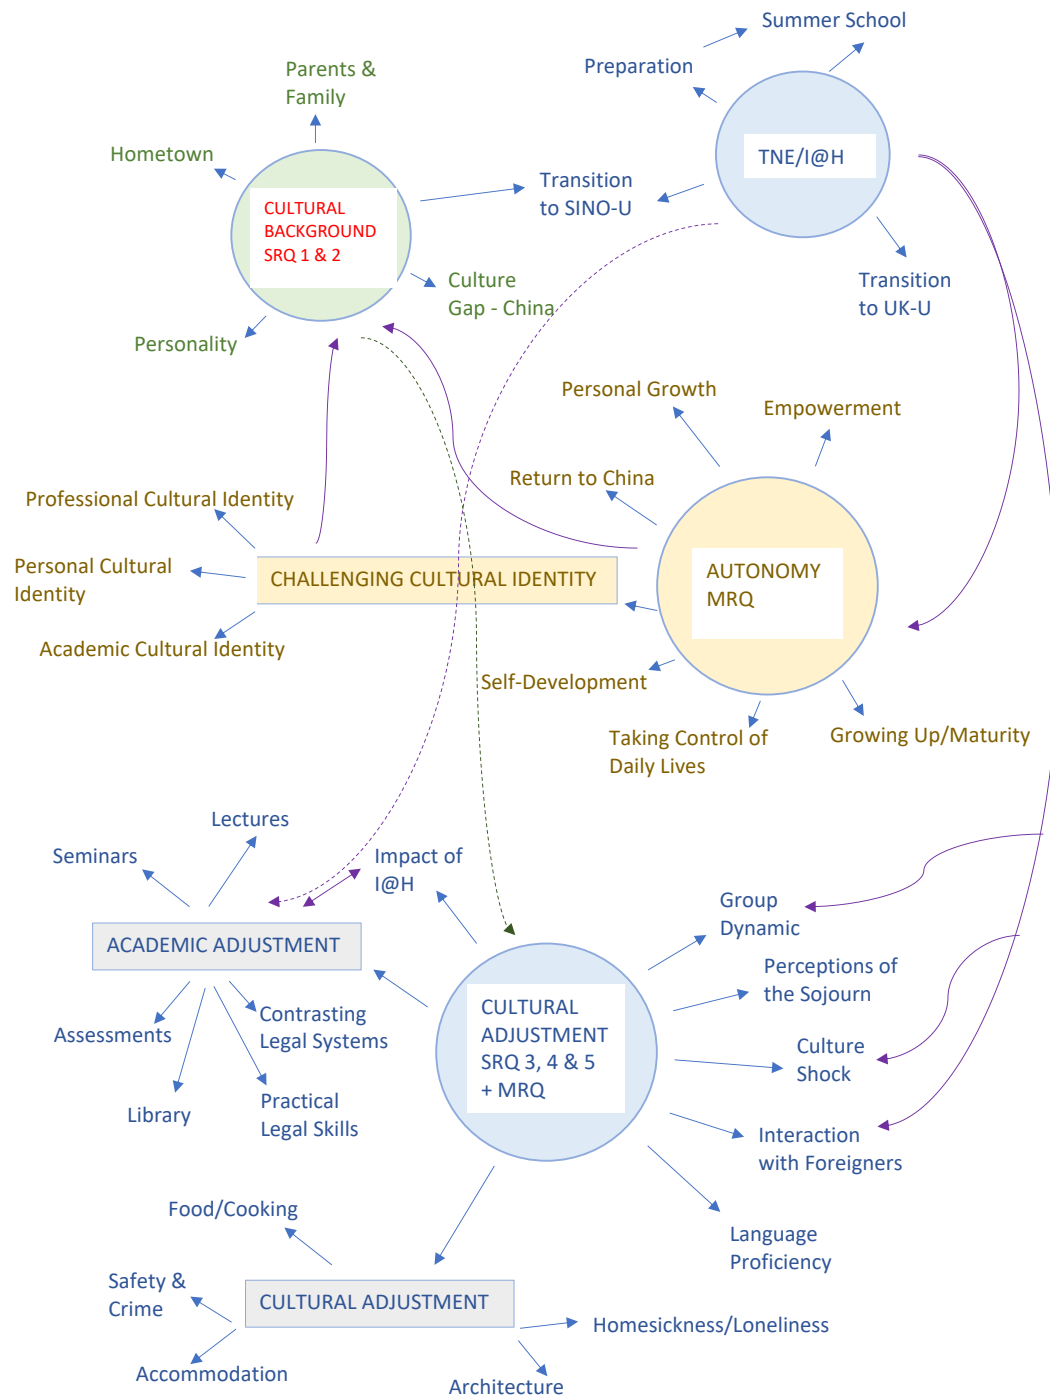 Summer School
Preparation
Parents &
Family
Hometown
TNE/I@H
CULTURAL
BACKGROUND
SRQ 1 & 2
Transition
to SINO-U
Culture
Gap - China
Transition
to UK-U
Personality
Personal Growth
Empowerment
Return to China
Professional Cultural Identity
Personal Cultural
Identity
CHALLENGING CULTURAL IDENTITY
AUTONOMY
MRQ
Academic Cultural Identity
Self-Development
Taking Control of
Daily Lives
Growing Up/Maturity
Lectures
Seminars
Impact of
I@H
Group
Dynamic
ACADEMIC ADJUSTMENT
Perceptions of
the Sojourn
CULTURAL
ADJUSTMENT
SRQ 3, 4 & 5
+ MRQ
Contrasting
Legal Systems
Assessments
Culture
Shock
Library
Practical
Legal Skills
Interaction
with Foreigners
Food/Cooking
Language
Proficiency
Safety &
Crime
CULTURAL ADJUSTMENT
Homesickness/Loneliness
Accommodation
Architecture